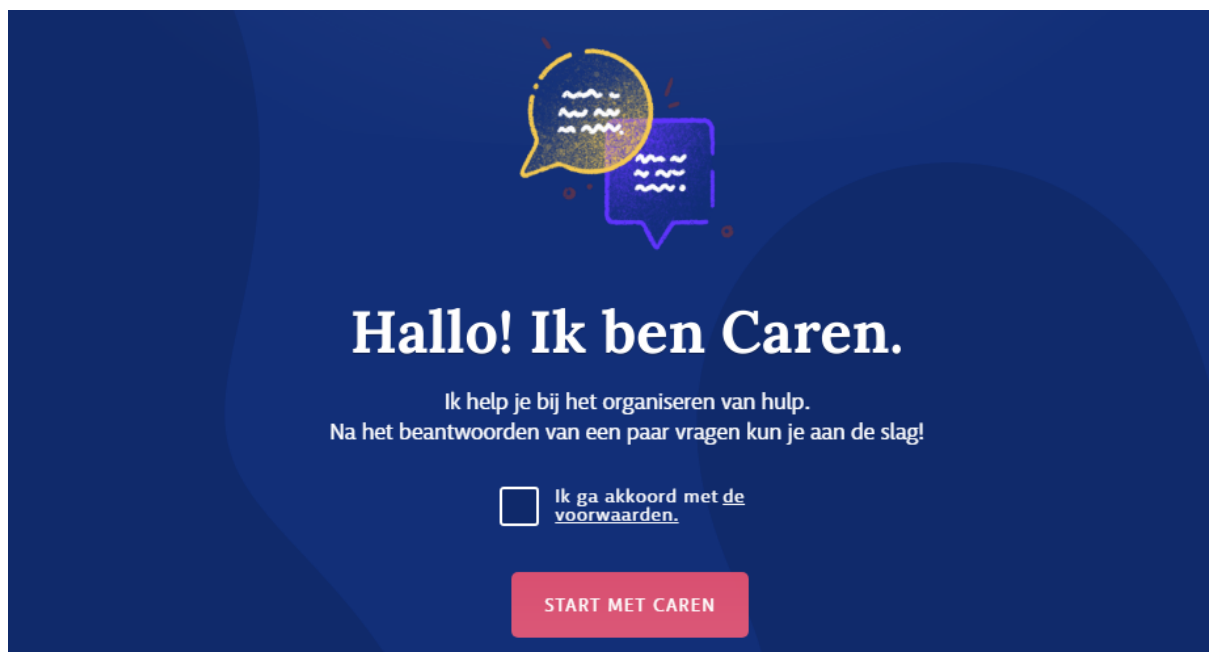 Hallo! Ik ben Caren.
Ik help je bij het organiseren van hulp.
Na het beantwoorden van een paar vragen kun je aan de slag!
Ik ga akkoord met de
voorwaarden.
START MET CAREN